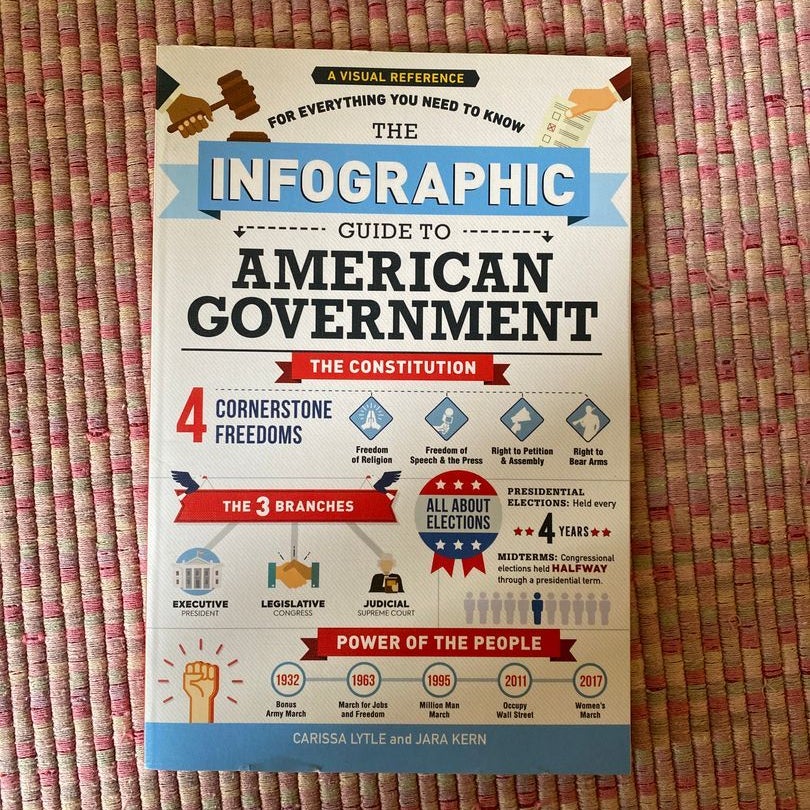 A VISUAL REFERENCE
FOR EVERYTHING YOU NEED TO KNOW
THE
INFOGRAPHIC
GUIDE TO
AMERICAN
GOVERNMENT
THE CONSTITUTION
4 CORNERSTONE
FREEDOMS
Freedom
of Religion
Freedom of
Speech & the Press
Right to Petition
& Assembly
Right to
Bear Arms
THE 3 BRANCHES
EXECUTIVE
PRESIDENT
LEGISLATIVE
CONGRESS
JUDICIAL
SUPREME COURT
ALL ABOUT
ELECTIONS
PRESIDENTIAL
ELECTIONS: Held every
4 YEARS
MIDTERMS: Congressional
elections held HALFWAY
through a presidential term.
POWER OF THE PEOPLE
1932
Bonus
Army March
1963
March for Jobs
and Freedom
1995
Million Man
March
2011
Occupy
Wall Street
2017
Women's
March
CARISSA LYTLE and JARA KERN